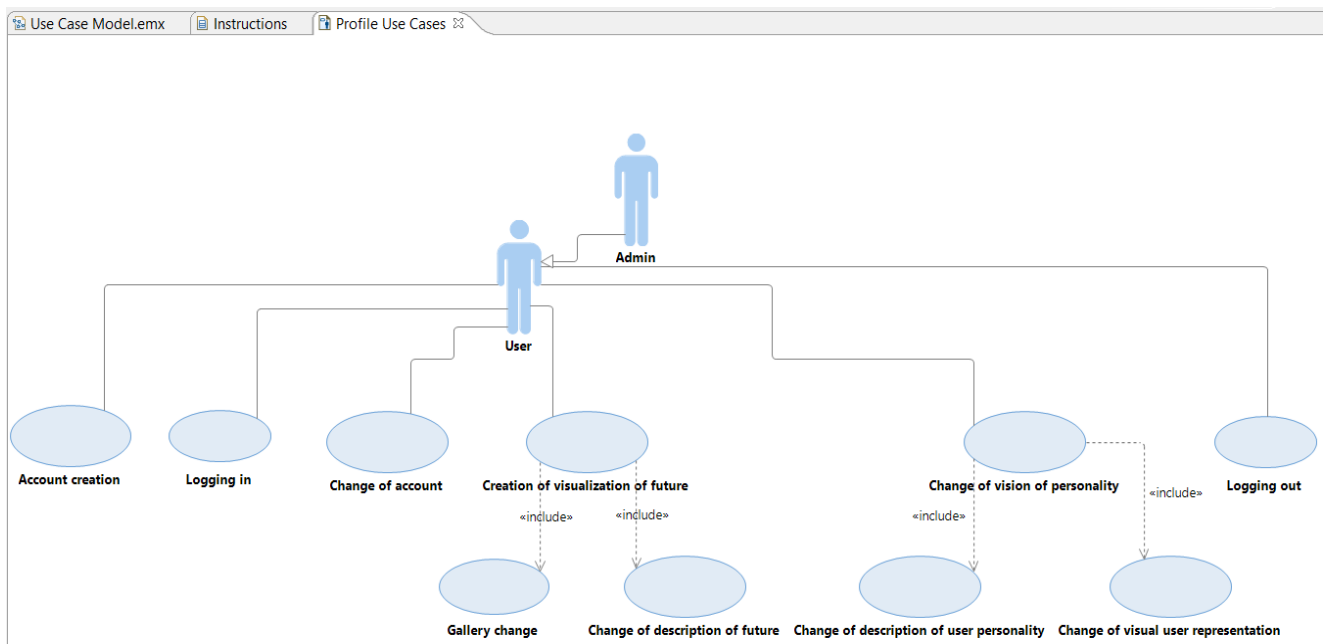 Use Case Model.emx
Instructions
Profile Use Cases
Admin
User
Account creation
Logging in
Change of account
Creation of visualization of future
Change of vision of personality
Logging out
«include»
«include»
«include»
«include»
Gallery change
Change of description of future
Change of description of user personality
Change of visual user representation